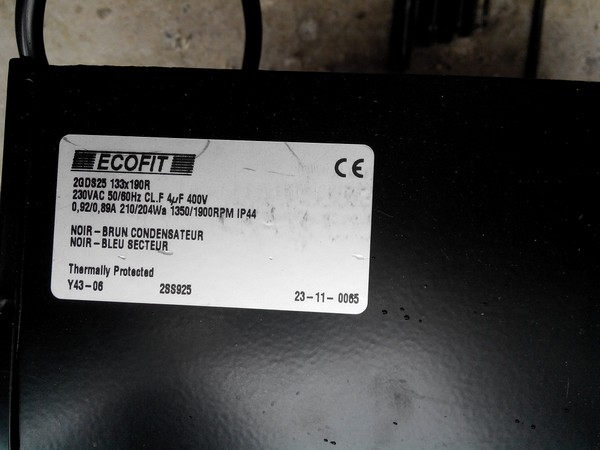 ECOFIT
CE
2GDS25 133x190R
230VAC 50/60Hz CL.F 4µF 400V
0,92/0,89A 210/204Wa 1350/1900RPM IP44
NOIR-BRUN CONDENSATEUR
NOIR-BLEU SECTEUR
Thermally Protected
Y43-06 2SS925 23-11-0065